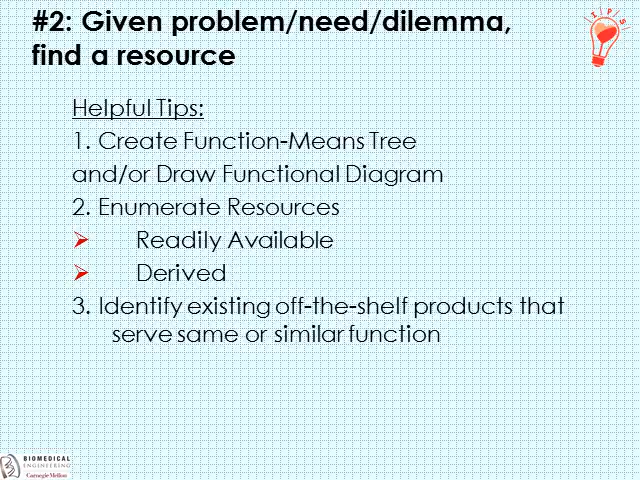 #2: Given problem/need/dilemma,
find a resource
TIPS
Helpful Tips:
1. Create Function-Means Tree
and/or Draw Functional Diagram
2. Enumerate Resources
Readily Available
Derived
3. Identify existing off-the-shelf products that
serve same or similar function
BIOMEDICAL
ENGINEERING
Carnegie Mellon